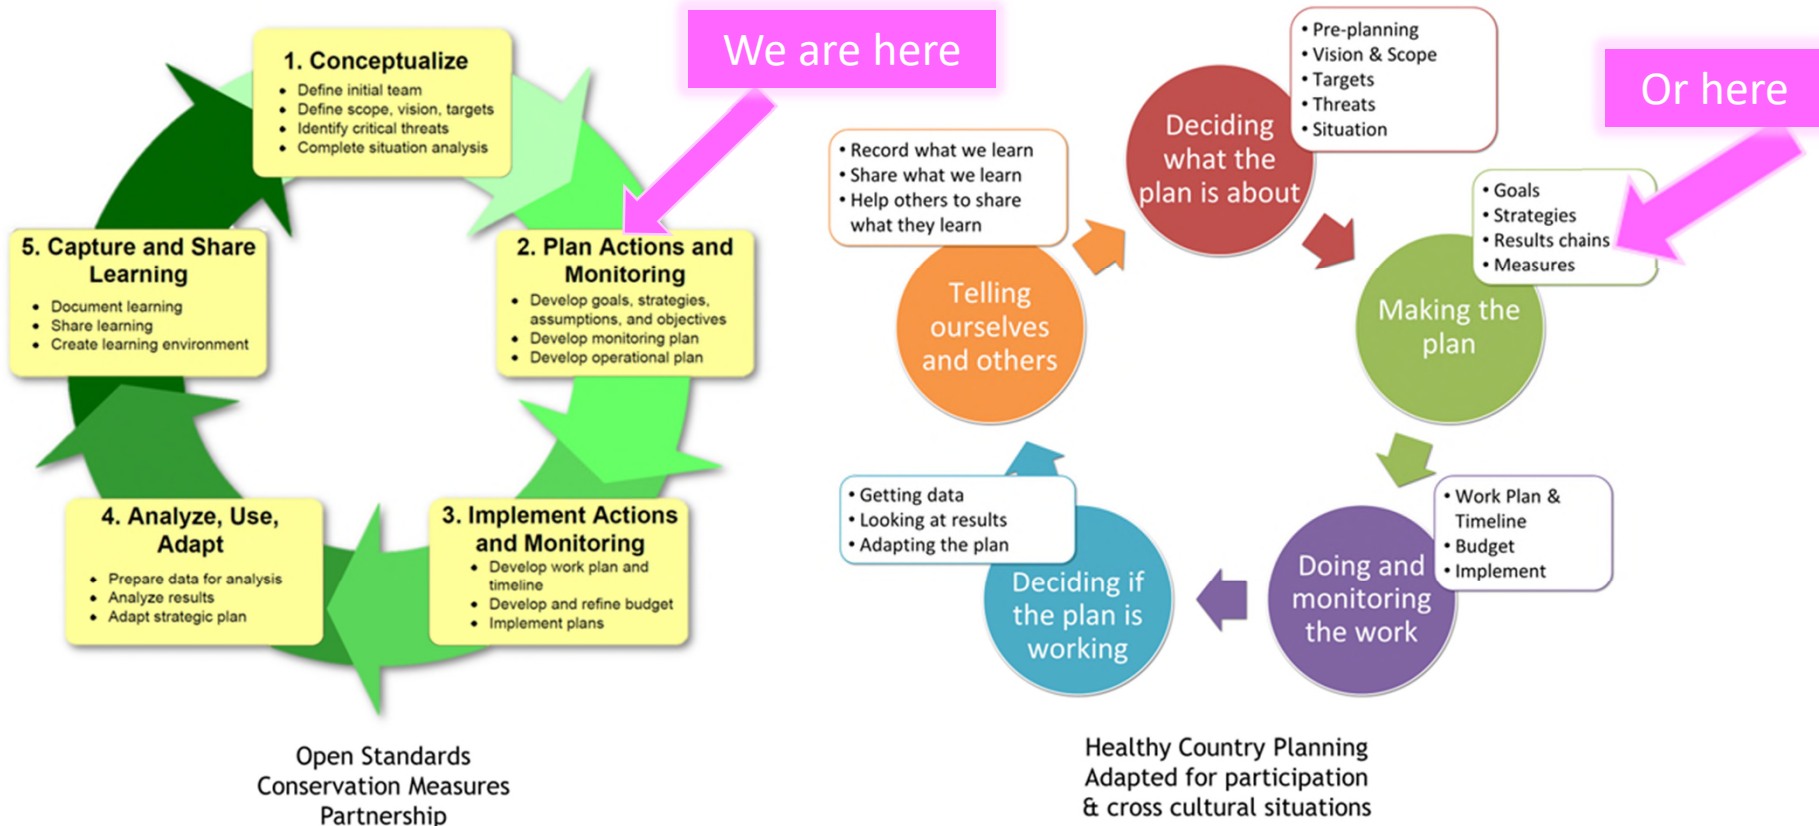 We are here
1. Conceptualize
• Define initial team
• Define scope, vision, targets
• Identify critical threats
• Complete situation analysis
2. Plan Actions and
Monitoring
• Develop goals, strategies,
assumptions, and objectives
• Develop monitoring plan
• Develop operational plan
3. Implement Actions
and Monitoring
• Develop work plan and
timeline
• Develop and refine budget
• Implement plans
4. Analyze, Use,
Adapt
• Prepare data for analysis
• Analyze results
• Adapt strategic plan
5. Capture and Share
Learning
• Document learning
• Share learning
• Create learning environment
Open Standards
Conservation Measures
Partnership
Or here
Deciding
what the
plan is about
• Pre-planning
• Vision & Scope
• Targets
• Threats
• Situation
Making the
plan
• Goals
• Strategies
• Results chains
• Measures
Doing and
monitoring
the work
• Work Plan &
Timeline
• Budget
• Implement
Deciding if
the plan is
working
• Getting data
• Looking at results
• Adapting the plan
Telling
ourselves
and others
• Record what we learn
• Share what we learn
• Help others to share
what they learn
Healthy Country Planning
Adapted for participation
& cross cultural situations